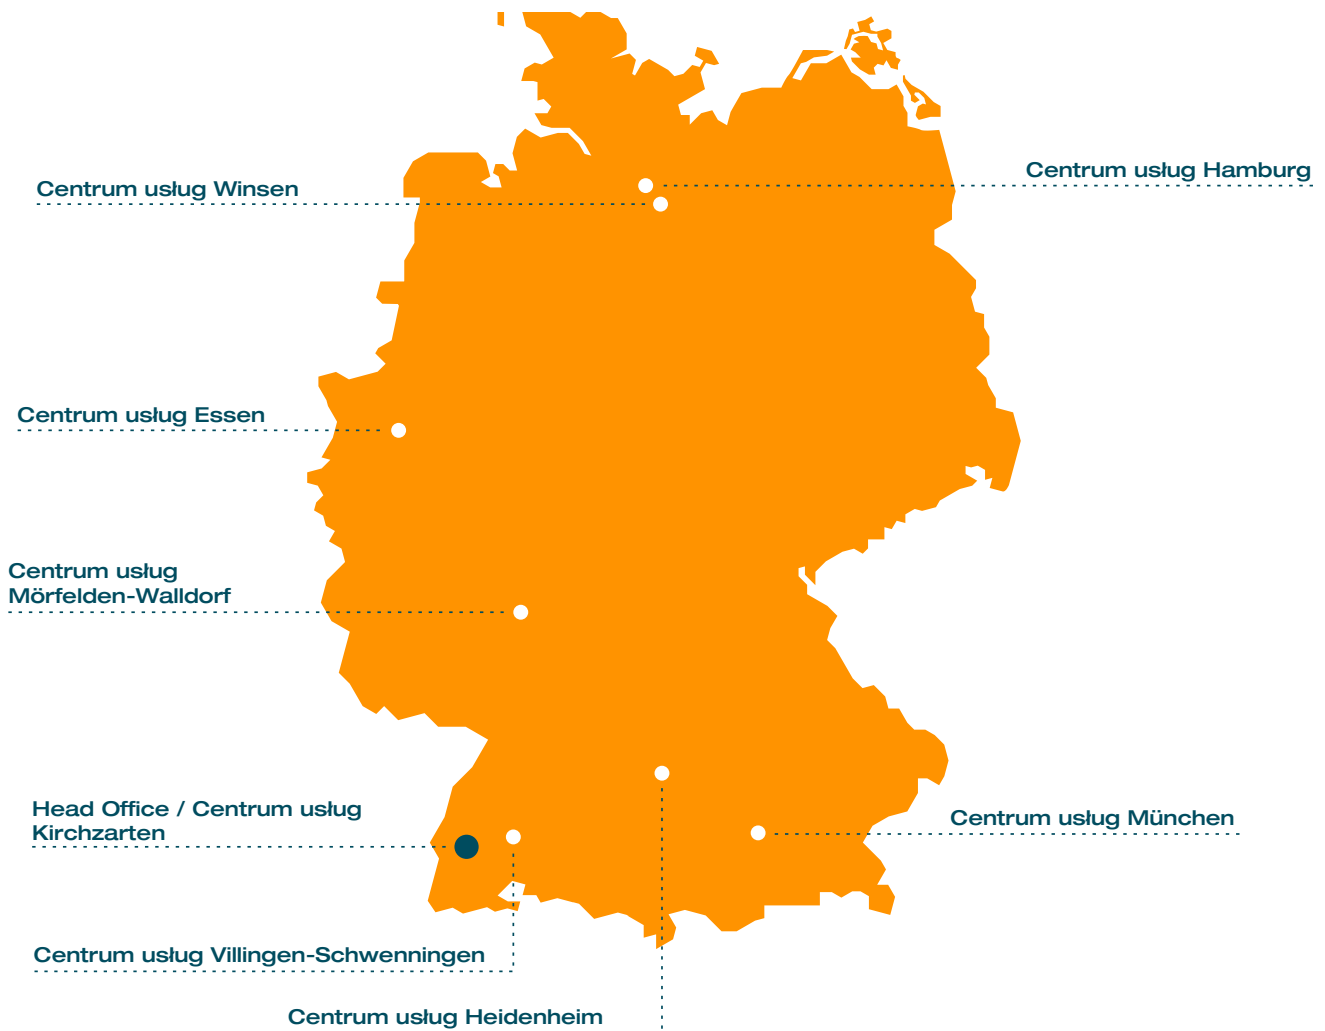 Centrum usług Hamburg
Centrum usług Winsen
Centrum usług Essen
Centrum usług
Mörfelden-Walldorf
Head Office / Centrum usług
Kirchzarten
Centrum usług München
Centrum usług Villingen-Schwenningen
Centrum usług Heidenheim